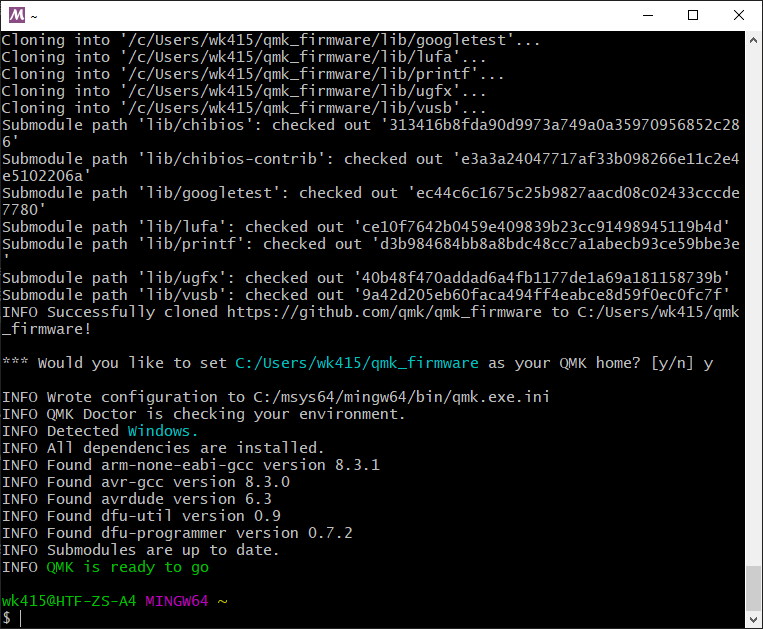 ~
Cloning into '/c/Users/wk415/qmk_firmware/lib/googletest'...
Cloning into '/c/Users/wk415/qmk_firmware/lib/lufa'...
Cloning into '/c/Users/wk415/qmk_firmware/lib/printf'...
Cloning into '/c/Users/wk415/qmk_firmware/lib/ugfx'...
Cloning into '/c/Users/wk415/qmk_firmware/lib/vusb'...
Submodule path 'lib/chibios': checked out '313416b8fda90d9973a749a0a35970956852c28
6'
Submodule path 'lib/chibios-contrib': checked out 'e3a3a24047717af33b098266e11c2e4
e5102206a'
Submodule path 'lib/googletest': checked out 'ec44c6c1675c25b9827aacd08c02433cccde
7780'
Submodule path 'lib/lufa': checked out 'ce10f7642b0459e409839b23cc91498945119b4d'
Submodule path 'lib/printf': checked out 'd3b984684bb8a8bdc48cc7a1abecb93ce59bbe3e
'
Submodule path 'lib/ugfx': checked out '40b48f470addad6a4fb1177de1a69a181158739b'
Submodule path 'lib/vusb': checked out '9a42d205eb60faca494ff4eabce8d59f0ec0fc7f'
INFO Successfully cloned https://github.com/qmk/qmk_firmware to C:/Users/wk415/qmk
_firmware!
*** Would you like to set C:/Users/wk415/qmk_firmware as your QMK home? [y/n] y
INFO Wrote configuration to C:/msys64/mingw64/bin/qmk.exe.ini
INFO QMK Doctor is checking your environment.
INFO Detected Windows.
INFO All dependencies are installed.
INFO Found arm-none-eabi-gcc version 8.3.1
INFO Found avr-gcc version 8.3.0
INFO Found avrdude version 6.3
INFO Found dfu-util version 0.9
INFO Found dfu-programmer version 0.7.2
INFO Submodules are up to date.
INFO QMK is ready to go
wk415@HTF-ZS-A4 MINGW64 ~
$